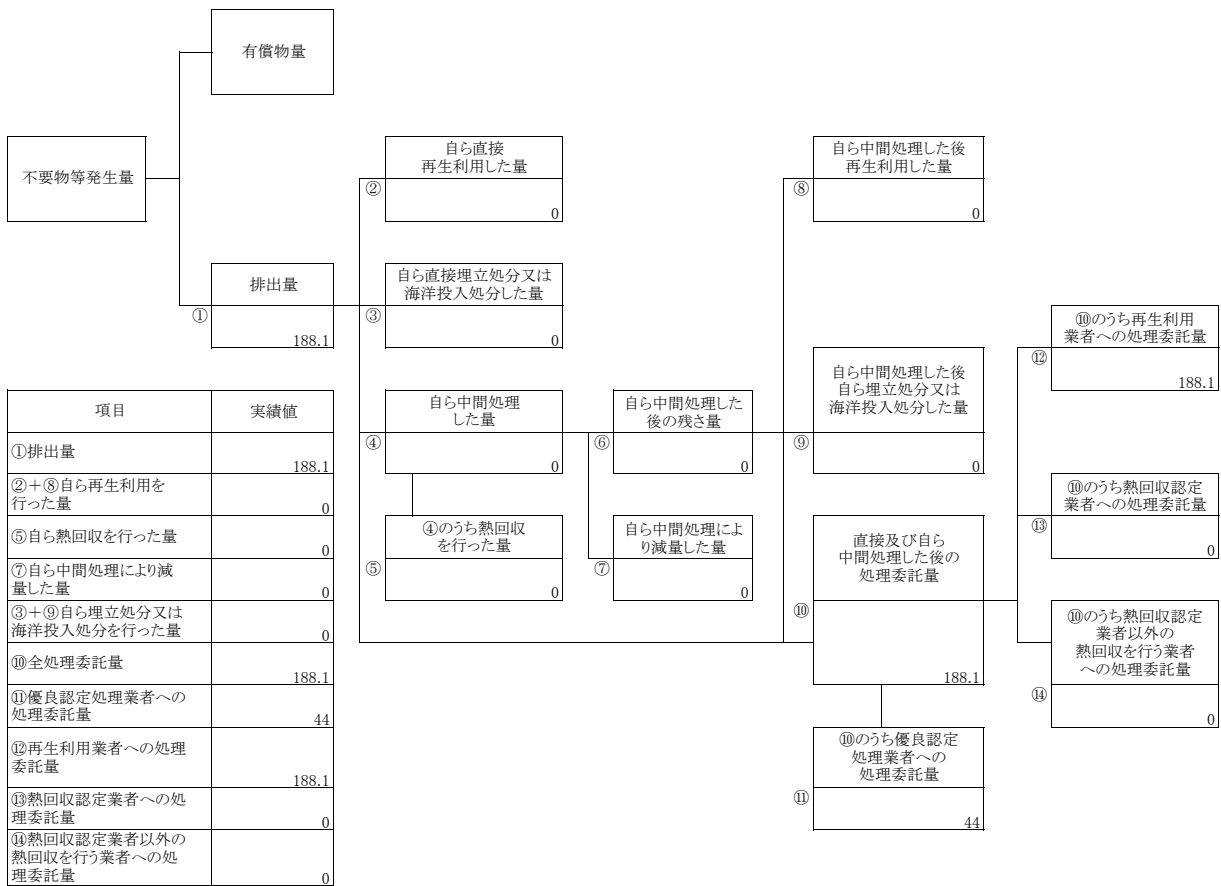 有償物量
不要物等発生量
自ら直接
再生利用した量
②
0
自ら中間処理した後
再生利用した量
⑧
0
排出量
①
188.1
自ら直接埋立処分又は
海洋投入処分した量
③
0
⑩のうち再生利用
業者への処理委託量
⑫
188.1
自ら中間処理
した量
④
0
自ら中間処理した
後の残さ量
⑥
0
自ら中間処理した後
自ら埋立処分又は
海洋投入処分した量
⑨
0
⑩のうち熱回収認定
業者への処理委託量
⑬
0
④のうち熱回収
を行った量
⑤
0
自ら中間処理によ
り減量した量
⑦
0
直接及び自ら
中間処理した後の
処理委託量
⑩
188.1
⑩のうち熱回収認定
業者以外の
熱回収を行う業者
への処理委託量
⑭
0
⑩のうち優良認定
処理業者への
処理委託量
⑪
44
項目 実績値
①排出量
188.1
②+⑧自ら再生利用を
行った量
0
⑤自ら熱回収を行った量
0
⑦自ら中間処理により減
量した量
0
③+⑨自ら埋立処分又は
海洋投入処分を行った量
0
⑩全処理委託量
188.1
⑪優良認定処理業者への
処理委託量
44
⑫再生利用業者への処理
委託量
188.1
⑬熱回収認定業者への処
理委託量
0
⑭熱回収認定業者以外の
熱回収を行う業者への処
理委託量
0